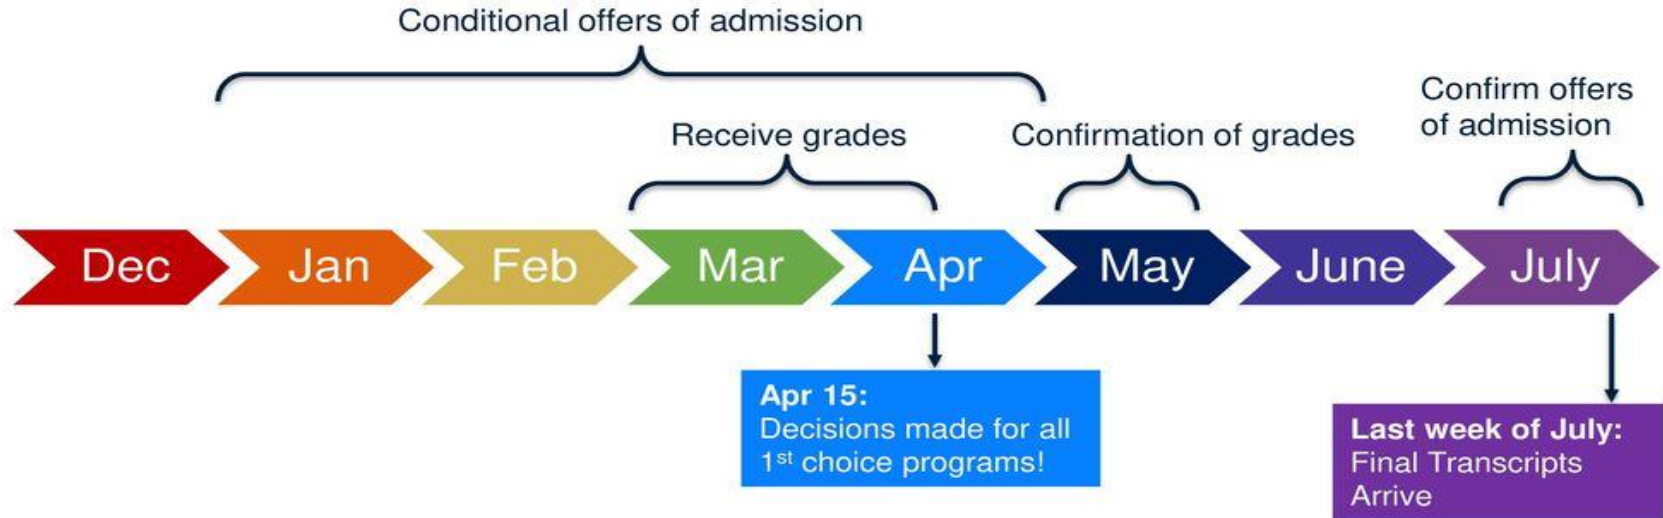 Conditional offers of admission
Confirm offers
of admission
Receive grades
Confirmation of grades
Dec
Jan
Feb
Mar
Apr
May
June
July
Apr 15:
Decisions made for all
1st choice programs!
Last week of July:
Final Transcripts
Arrive